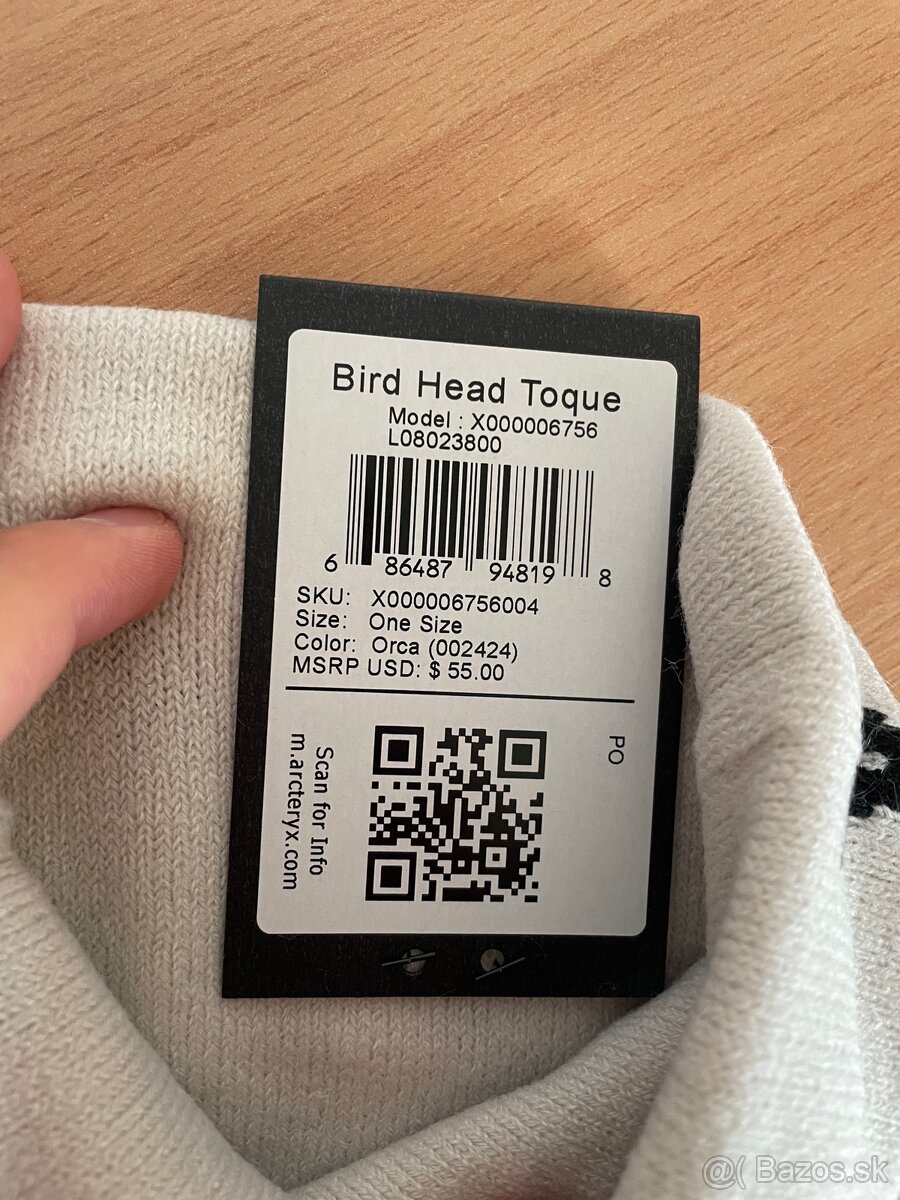 Bird Head Toque
Model : X000006756
L08023800
6 86487 94819 8
SKU: X000006756004
Size: One Size
Color: Orca (002424)
MSRP USD: $ 55.00
PO
Scan for Info
m.arcteryx.com
@( Bazos.sk